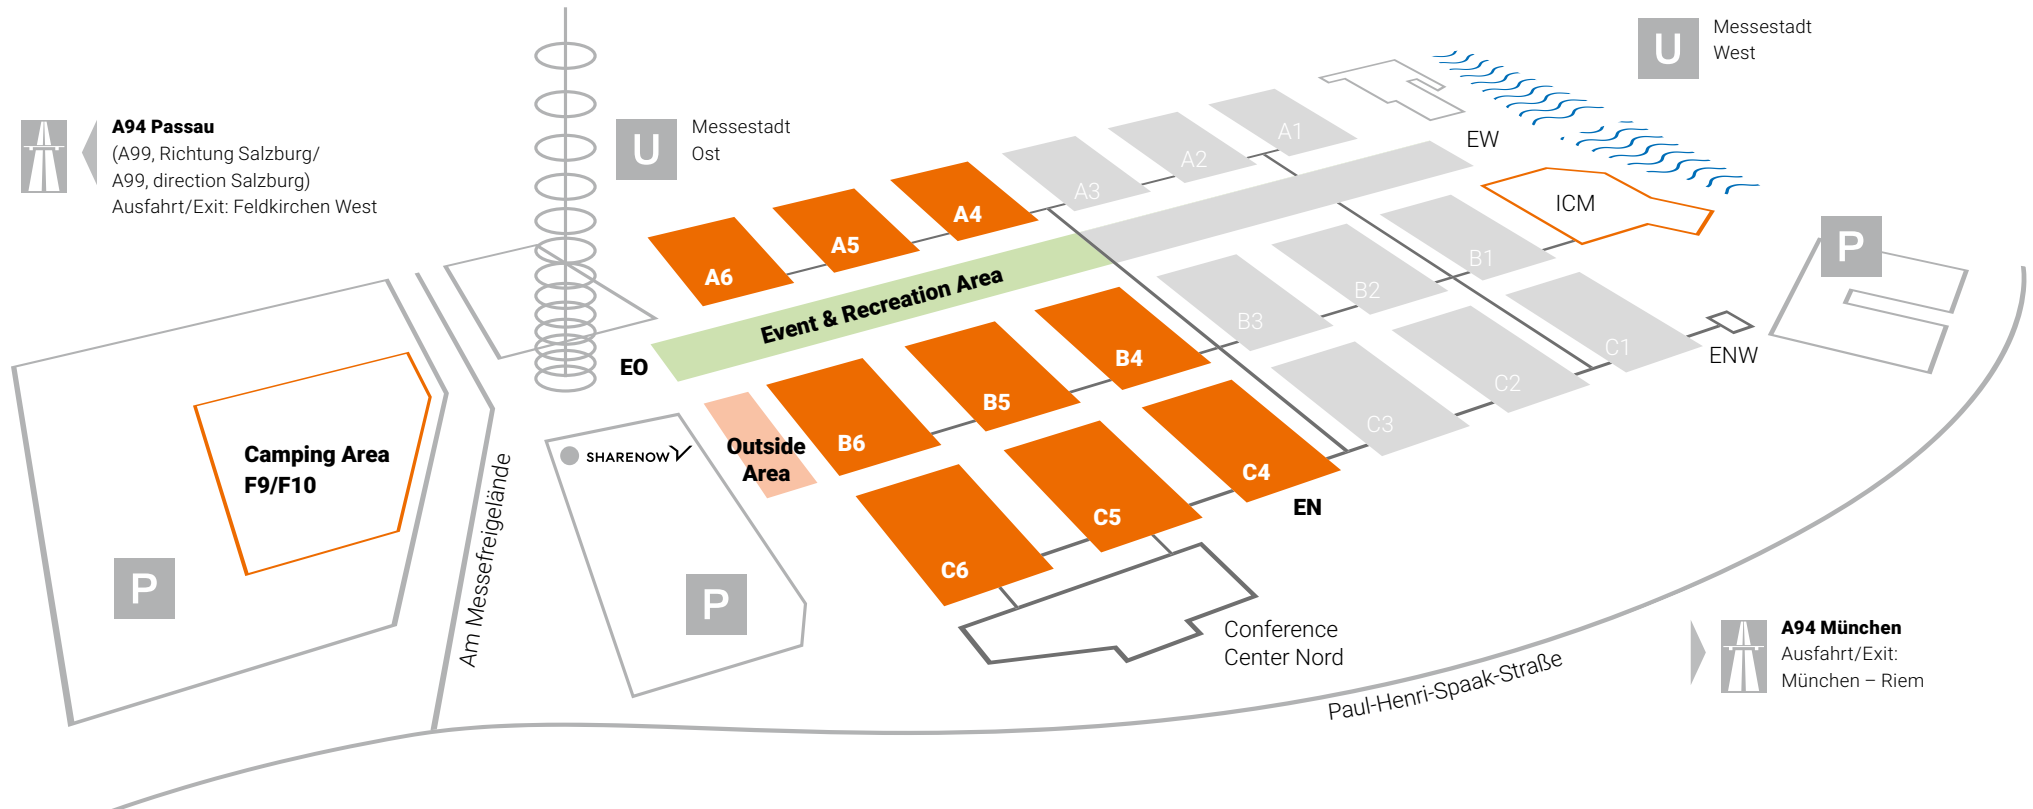 U
Messestadt
West
A94 Passau
(A99, Richtung Salzburg/
A99, direction Salzburg)
Ausfahrt/Exit: Feldkirchen West
U
Messestadt
Ost
A1
A2
A3
A4
A5
A6
EW
ICM
P
Event & Recreation Area
EO
B1
B2
B3
B4
B5
B6
C1
C2
C3
C4
C5
C6
ENW
EN
Outside
Area
SHARENOW
Camping Area
F9/F10
P
P
Am Messefreigelände
Conference
Center Nord
Paul-Henri-Spaak-Straße
A94 München
Ausfahrt/Exit:
München – Riem